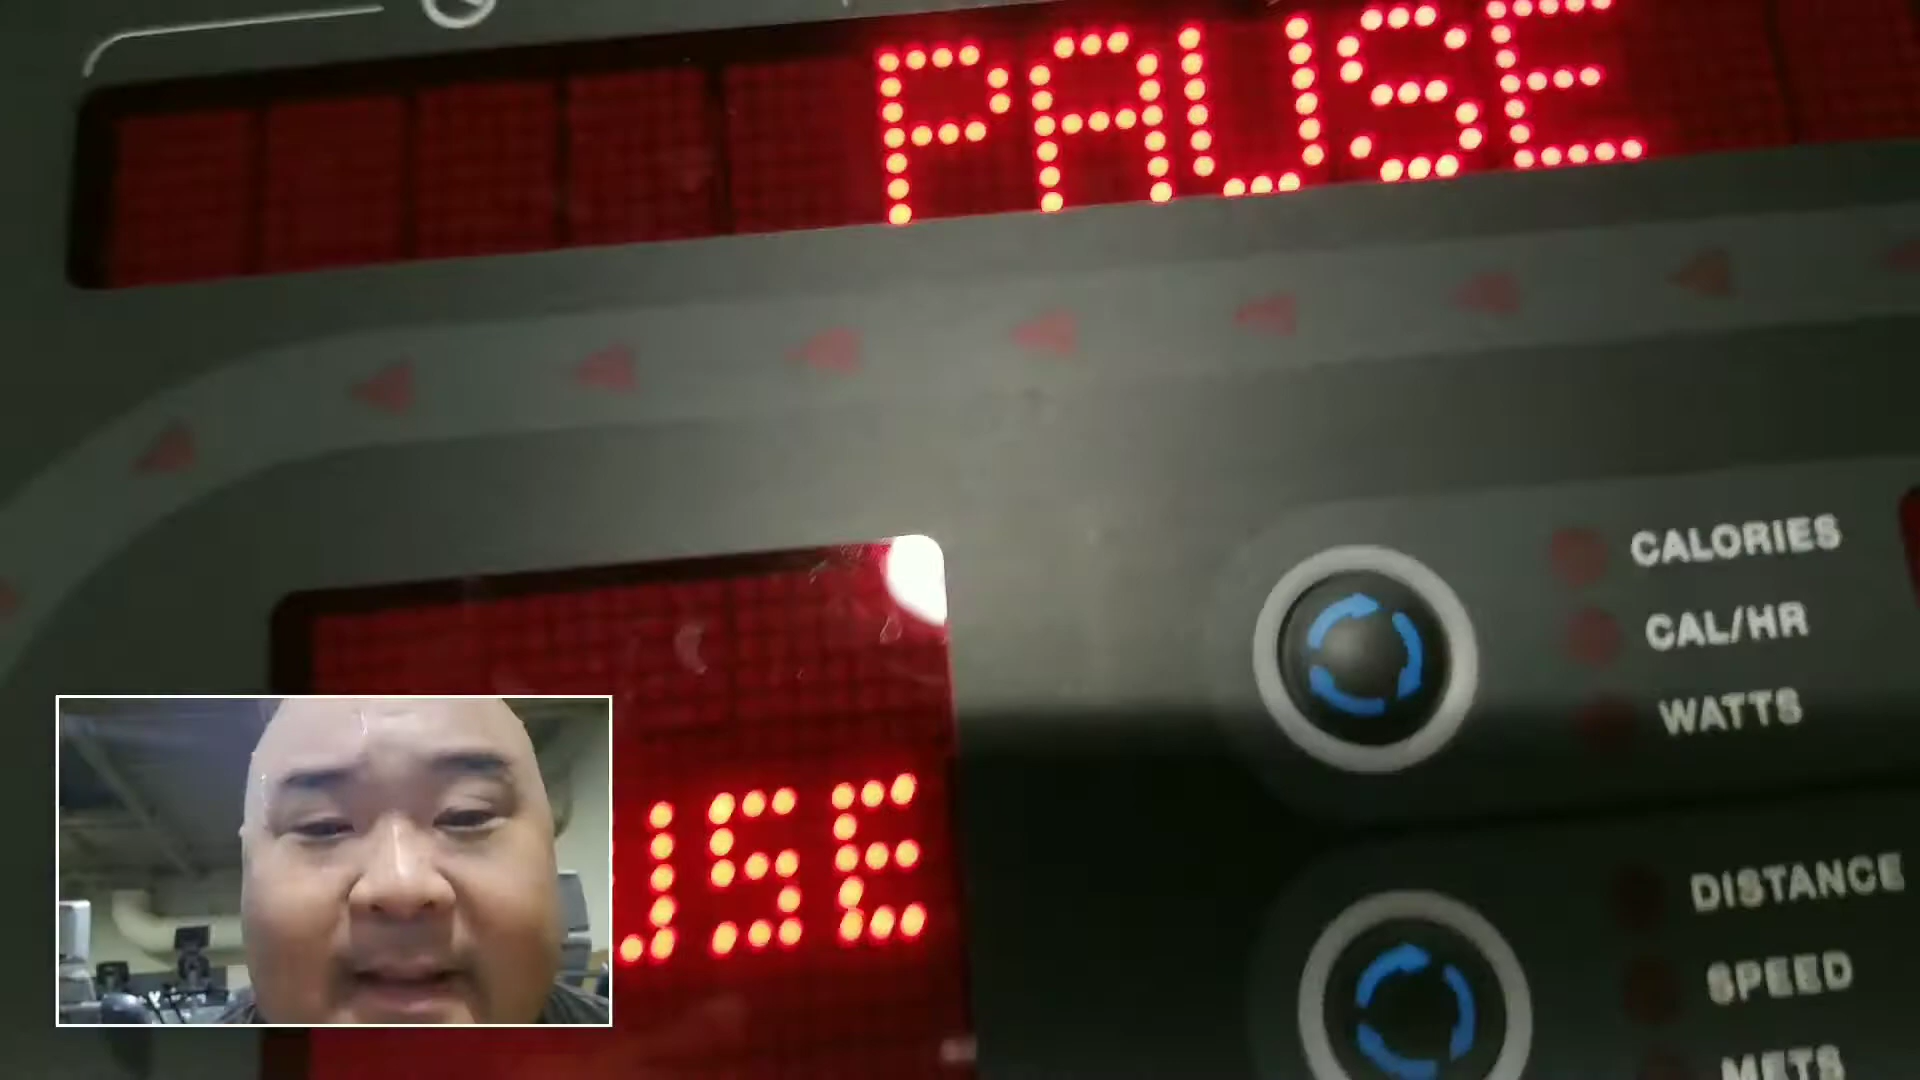 PAUSE
CALORIES
CAL/HR
WATTS
USE
DISTANCE
SPEED
METS